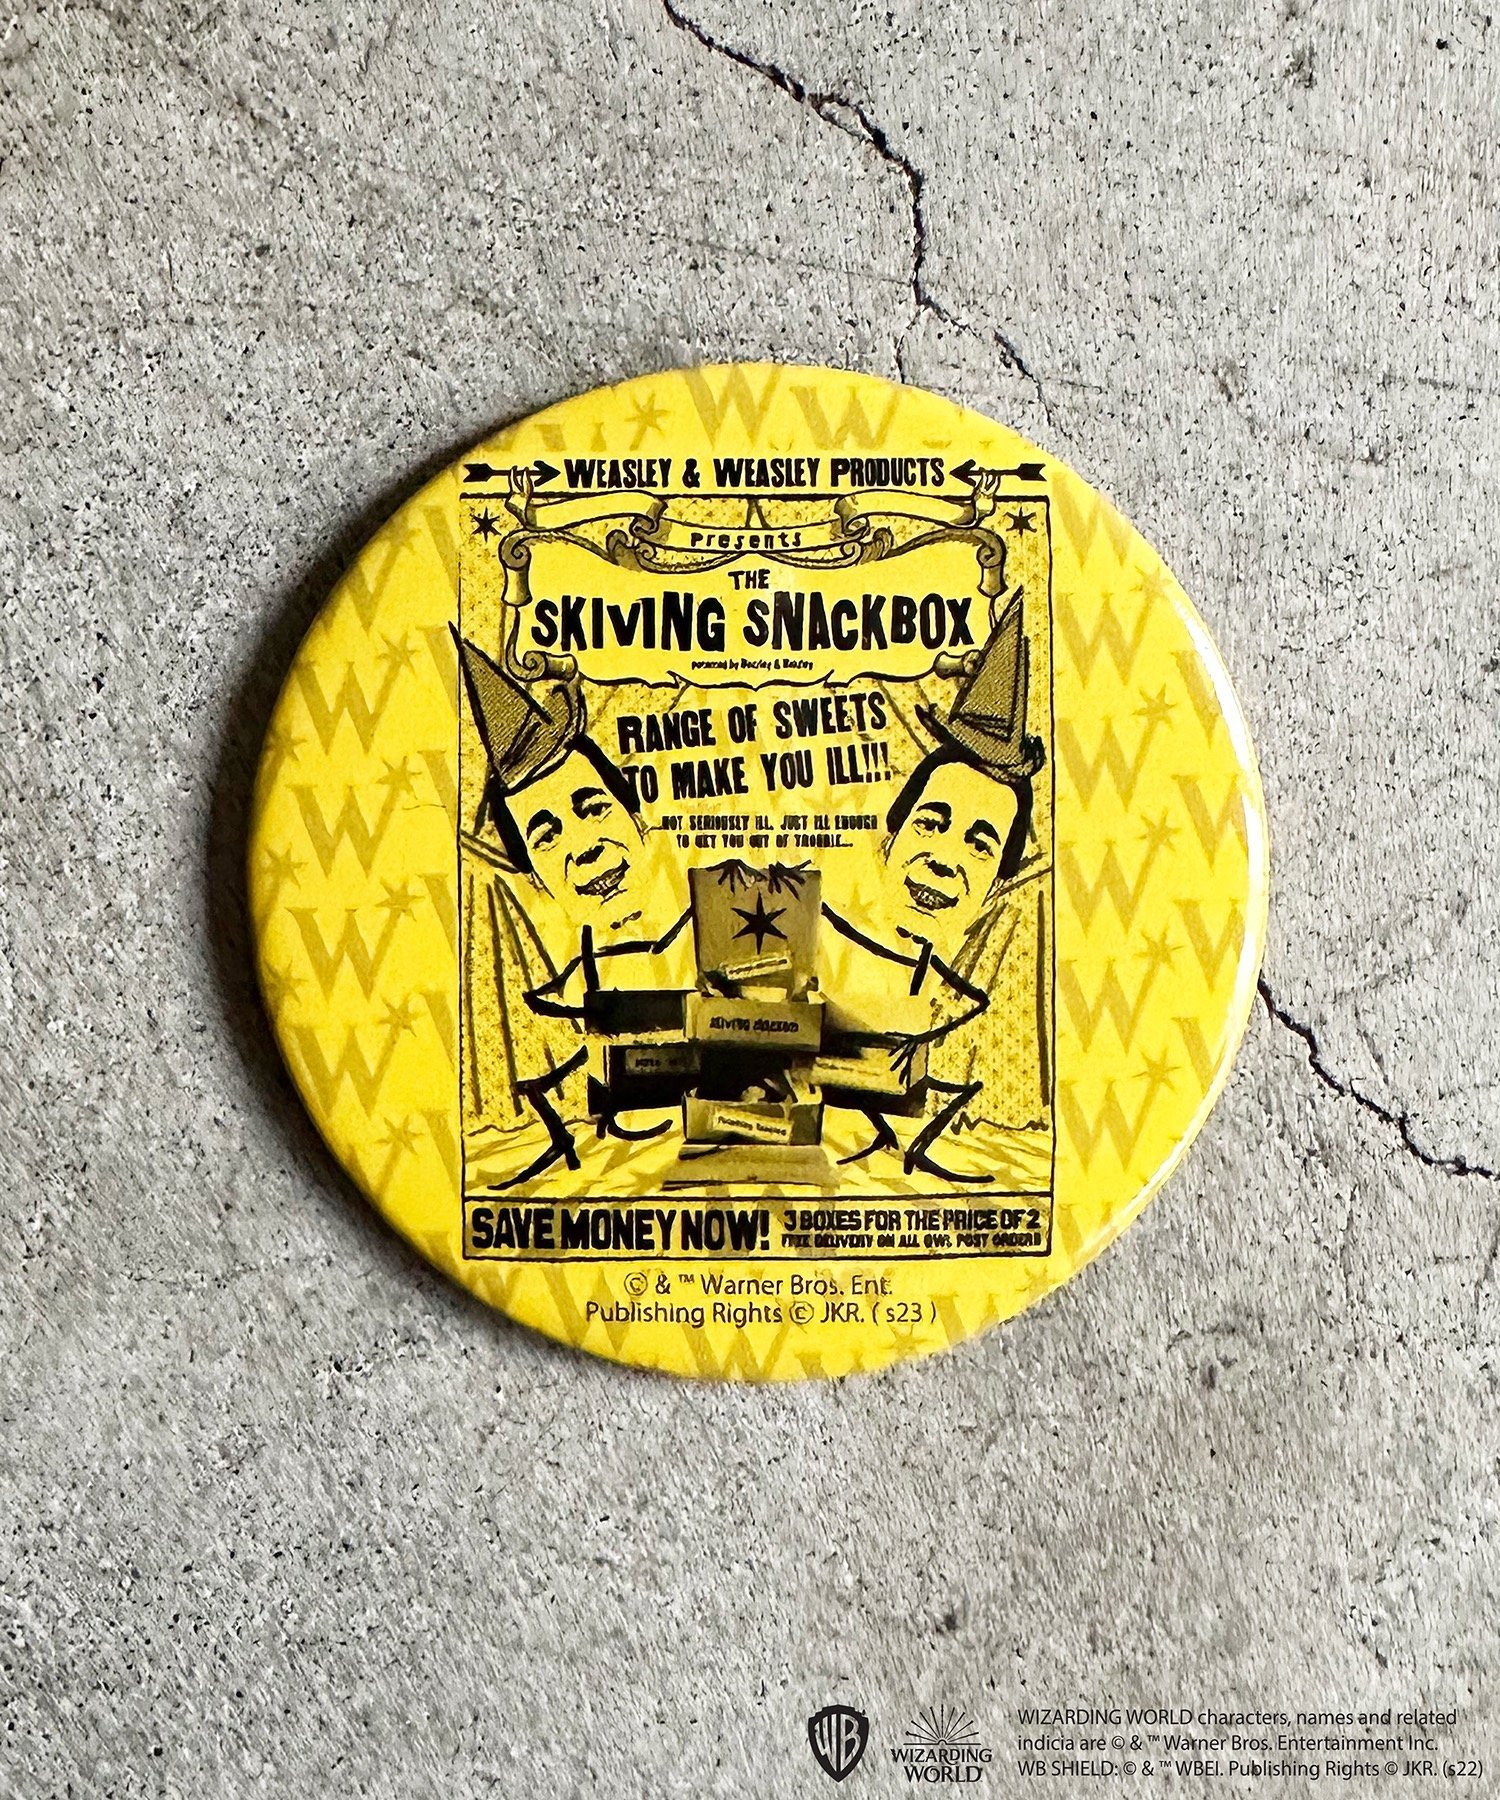 WEASLEY & WEASLEY PRODUCTS
Presents
THE
SKIVING SNACKBOX
RANGE OF SWEETS
TO MAKE YOU ILL!!!
...NOT SERIOUSLY ILL, JUST ILL ENOUGH
TO GET YOU OUT OF TROUBLE...
SKIVING SNACKBOX
SAVE MONEY NOW!
3 BOXES FOR THE PRICE OF 2
FREE DELIVERY ON ALL OWL POST ORDERS
© & ™ Warner Bros. Ent.
Publishing Rights © JKR. ( s23 )
WB
WIZARDING
WORLD
WIZARDING WORLD characters, names and related
indicia are © & ™ Warner Bros. Entertainment Inc.
WB SHIELD: © & ™ WBEI. Publishing Rights © JKR. (s22)